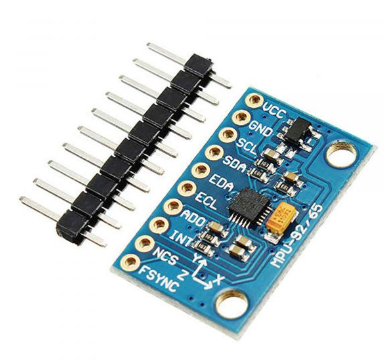 VCC
GND
SCL
SDA
EDA
ECL
ADO
INT
NCS
FSYNC
Y
Z X
MPU-92/65